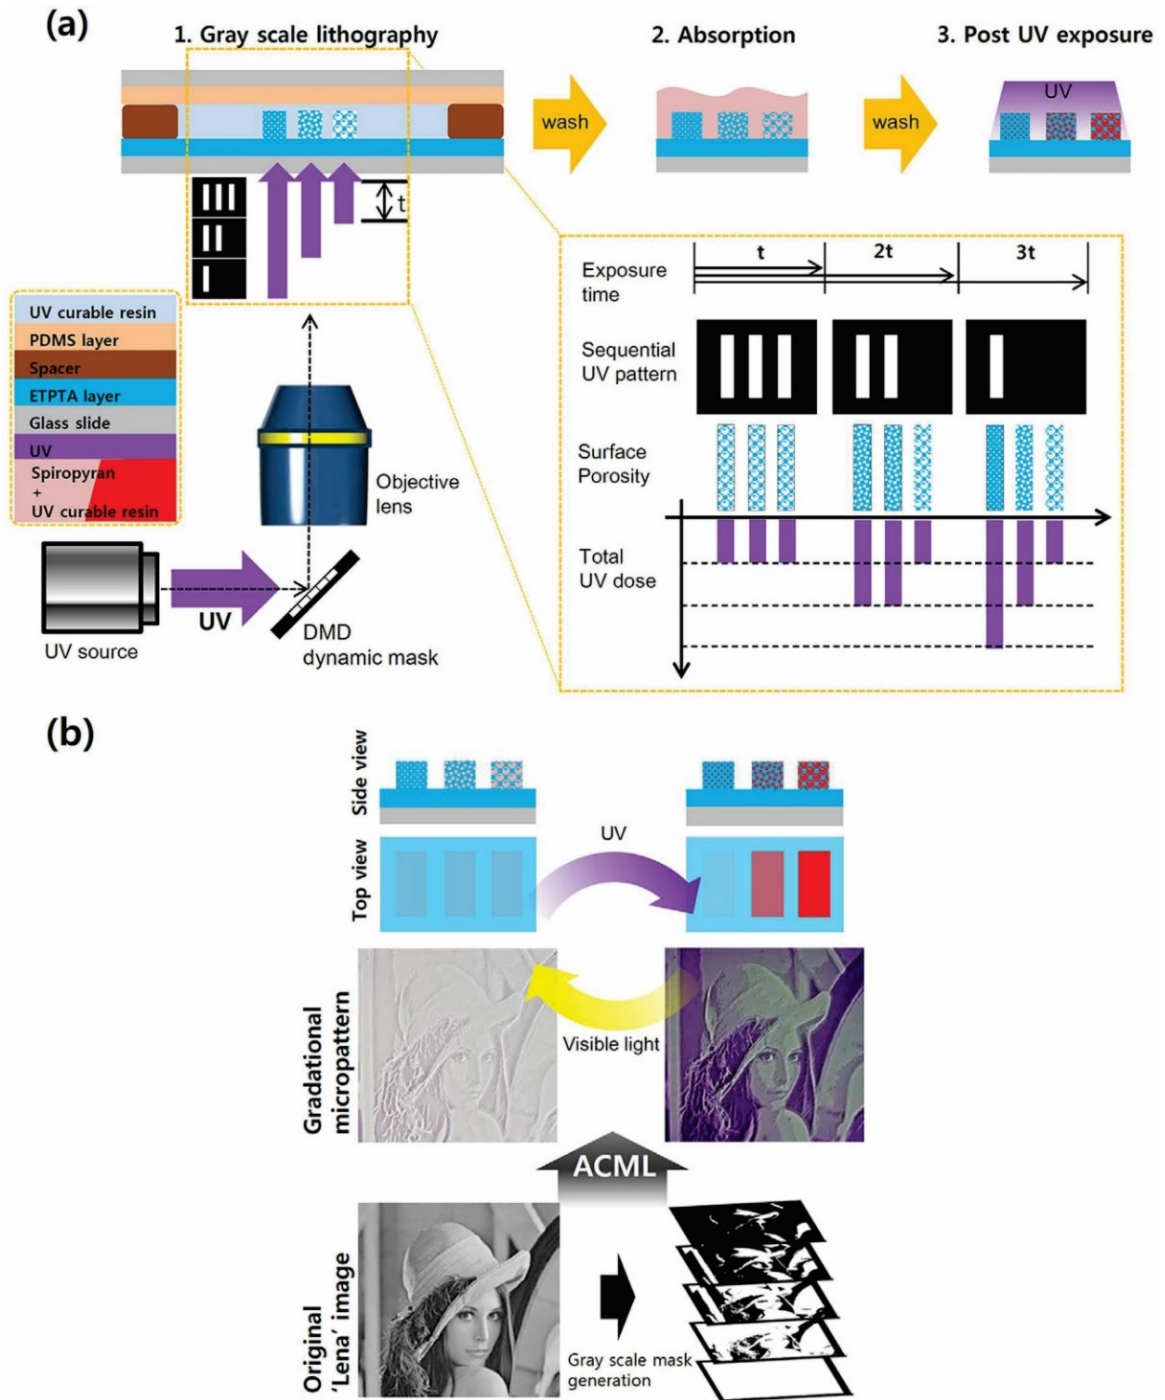 (a)
1. Gray scale lithography
2. Absorption
3. Post UV exposure
wash
wash
UV
t
UV curable resin
PDMS layer
Spacer
ETPTA layer
Glass slide
UV
Spiropyran
+
UV curable resin
Objective
lens
UV
UV source
DMD
dynamic mask
Exposure
time
t
2t
3t
Sequential
UV pattern
Surface
Porosity
Total
UV dose
(b)
Side view
Top view
UV
Gradational
micropattern
Visible light
ACML
Original
'Lena' image
Gray scale mask
generation